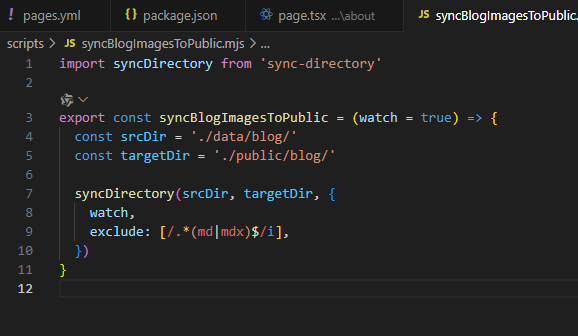 ! pages.yml {} package.json page.tsx ...\about JS syncBlogImagesToPublic.
scripts > JS syncBlogImagesToPublic.mjs > ...
1 import syncDirectory from 'sync-directory'
2
3 export const syncBlogImagesToPublic = (watch = true) => {
4 const srcDir = './data/blog/'
5 const targetDir = './public/blog/'
6
7 syncDirectory(srcDir, targetDir, {
8 watch,
9 exclude: [/.*(md|mdx)$/i],
10 })
11 }
12